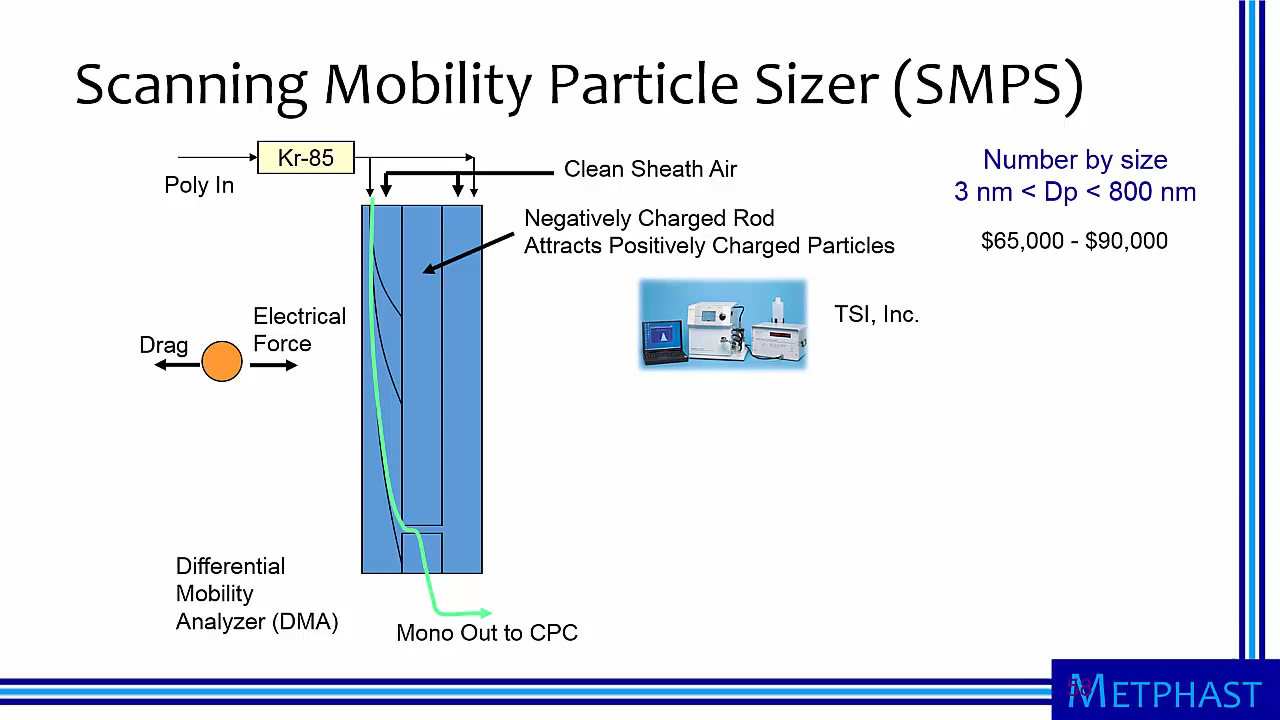 Scanning Mobility Particle Sizer (SMPS)
Kr-85
Poly In
Clean Sheath Air
Number by size
3 nm < Dp < 800 nm
$65,000 - $90,000
Negatively Charged Rod
Attracts Positively Charged Particles
TSI, Inc.
Electrical
Force
Drag
Differential
Mobility
Analyzer (DMA)
Mono Out to CPC
58
METPHAST